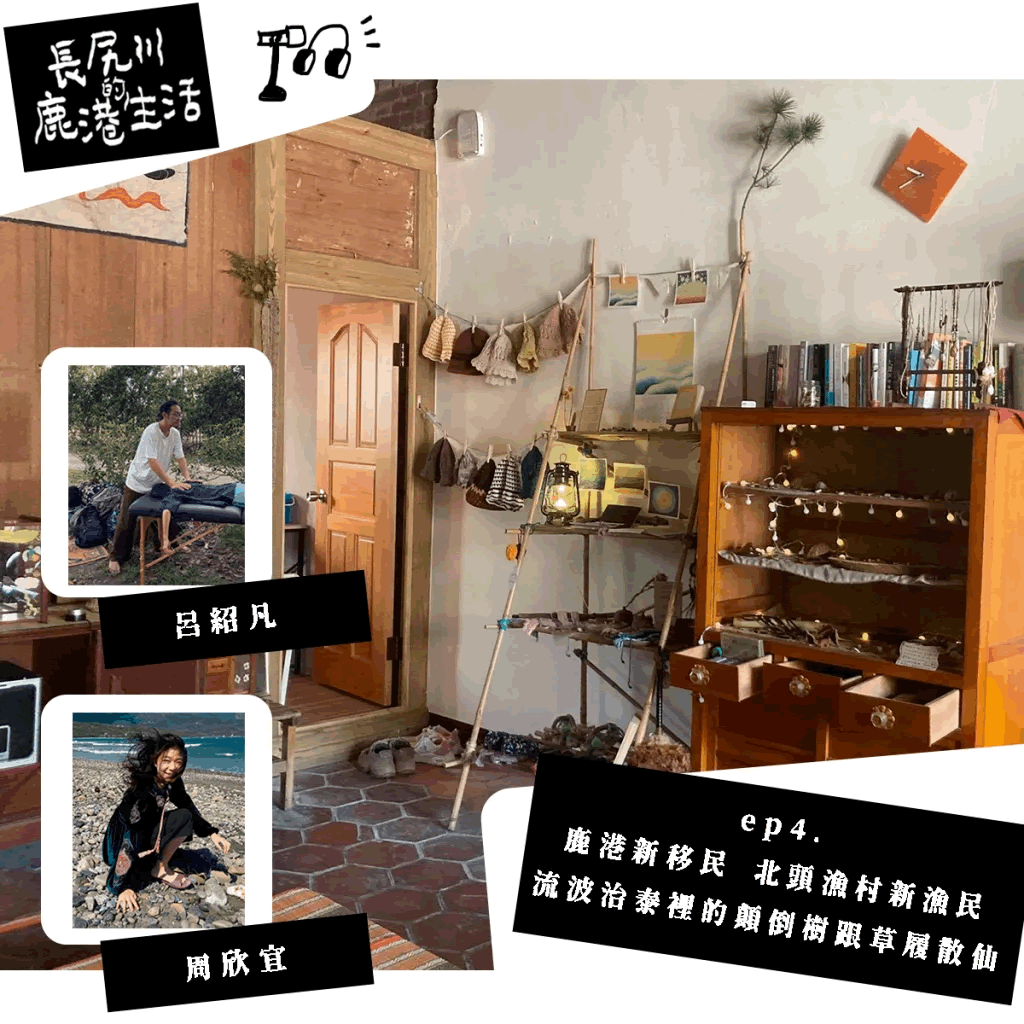 長尻川
的
鹿港生活
呂紹凡
周欣宜
ep4.
鹿港新移民 北頭漁村新漁民
流波治泰裡的顛倒樹跟草履散仙